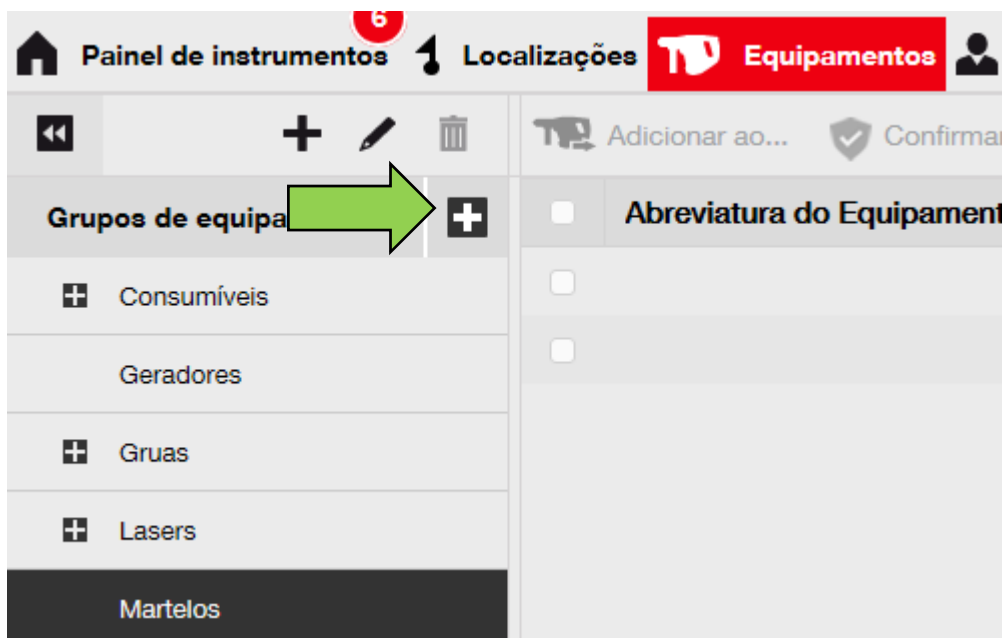 6
Painel de instrumentos Localizações Equipamentos
Adicionar ao... Confirmar
Grupos de equipa Abreviatura do Equipament
Consumíveis
Geradores
Gruas
Lasers
Martelos